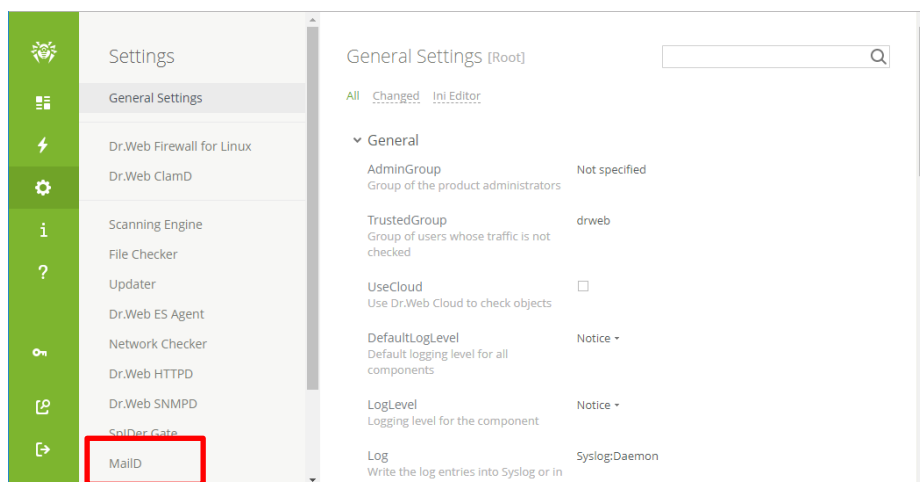 Settings
General Settings
Dr.Web Firewall for Linux
Dr.Web ClamD
Scanning Engine
File Checker
Updater
Dr.Web ES Agent
Network Checker
Dr.Web HTTPD
Dr.Web SNMPD
SpIDer Gate
MailD
General Settings [Root]
All Changed Ini Editor
General
AdminGroup Not specified
Group of the product administrators
TrustedGroup drweb
Group of users whose traffic is not
checked
UseCloud
Use Dr.Web Cloud to check objects
DefaultLogLevel Notice
Default logging level for all
components
LogLevel Notice
Logging level for the component
Log Syslog:Daemon
Write the log entries into Syslog or in